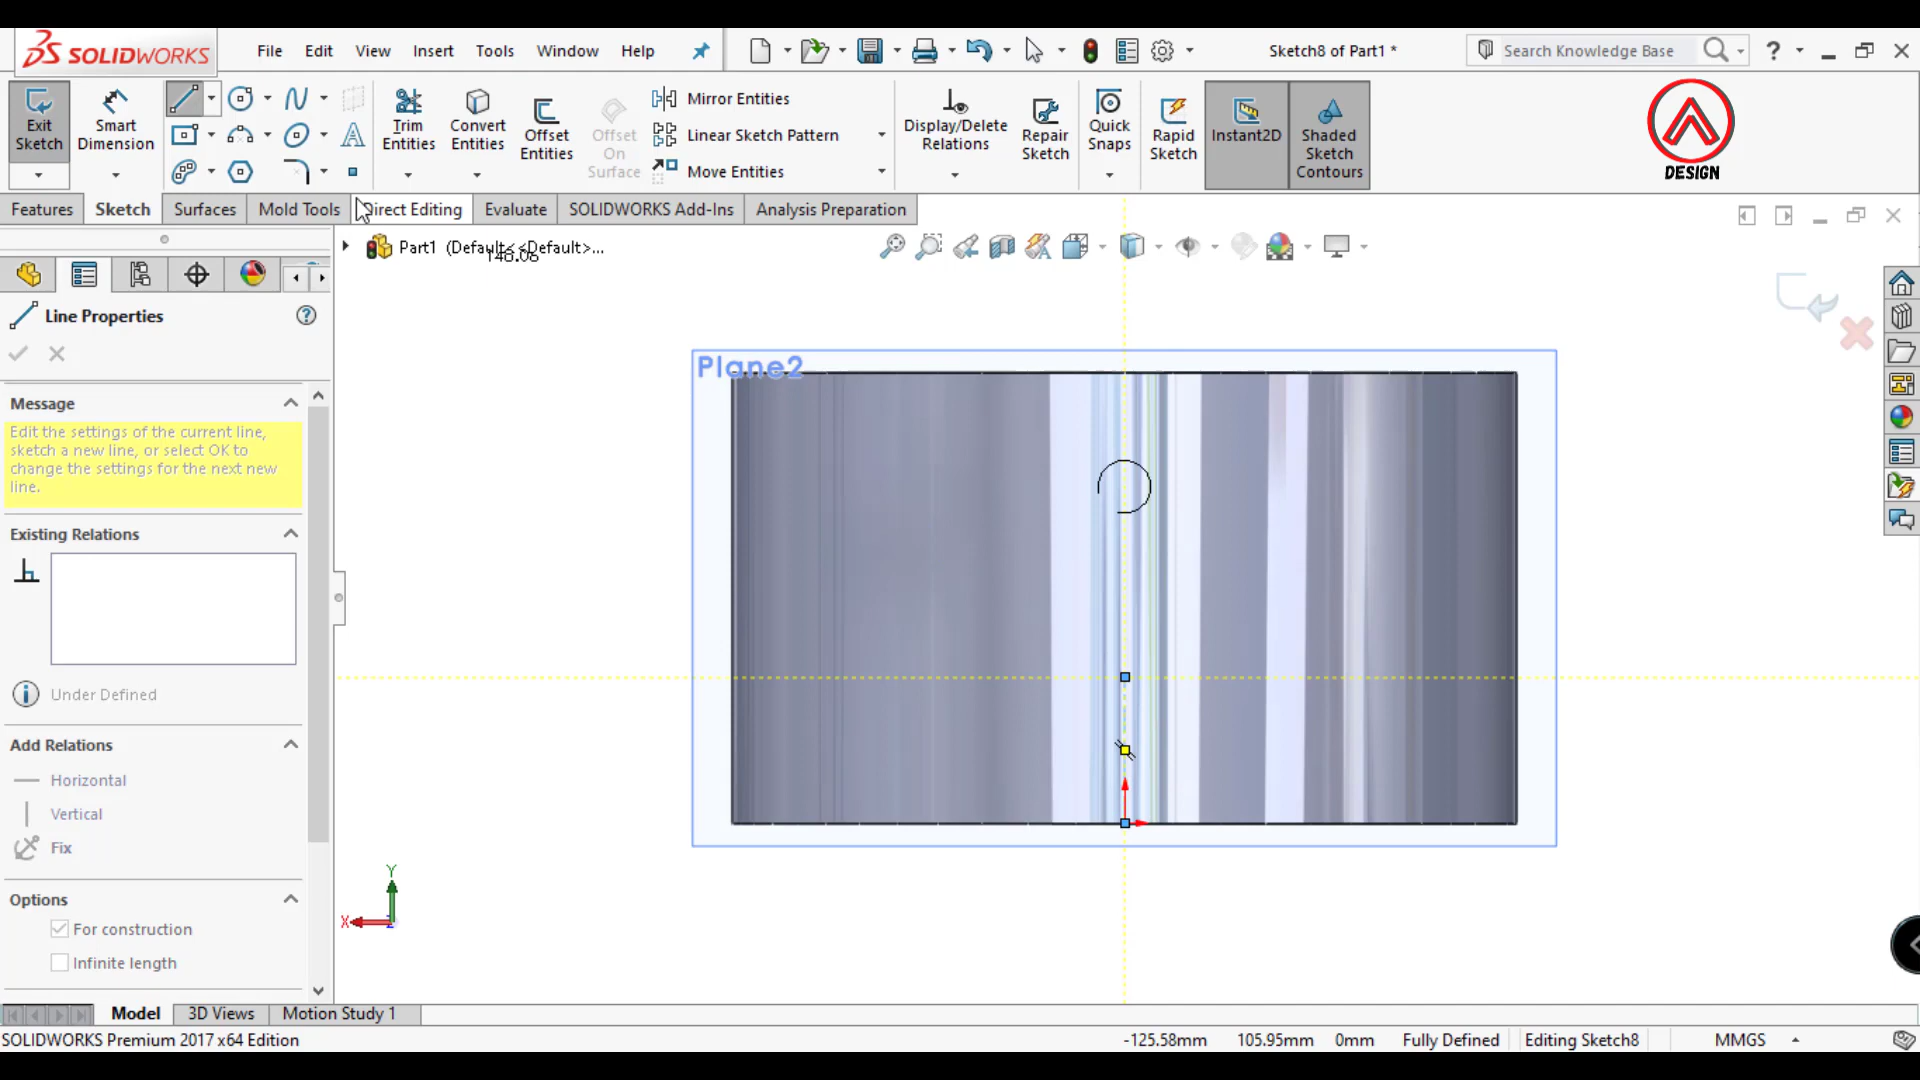 SOLIDWORKS
File Edit View Insert Tools Window Help
Sketch8 of Part1 *
Search Knowledge Base
Exit Sketch
Smart Dimension
Trim Entities
Convert Entities
Offset Entities
Offset On Surface
Mirror Entities
Linear Sketch Pattern
Move Entities
Display/Delete Relations
Repair Sketch
Quick Snaps
Rapid Sketch
Instant2D
Shaded Sketch Contours
DESIGN
Features Sketch Surfaces Mold Tools Direct Editing Evaluate SOLIDWORKS Add-Ins Analysis Preparation
Part1 (Default<<Default>...
148.06
Line Properties
Message
Edit the settings of the current line,
sketch a new line, or select OK to
change the settings for the next new
line.
Existing Relations
Under Defined
Add Relations
Horizontal
Vertical
Fix
Options
For construction
Infinite length
Plane2
Y
X
Z
Model 3D Views Motion Study 1
SOLIDWORKS Premium 2017 x64 Edition
-125.58mm 105.95mm 0mm Fully Defined Editing Sketch8 MMGS